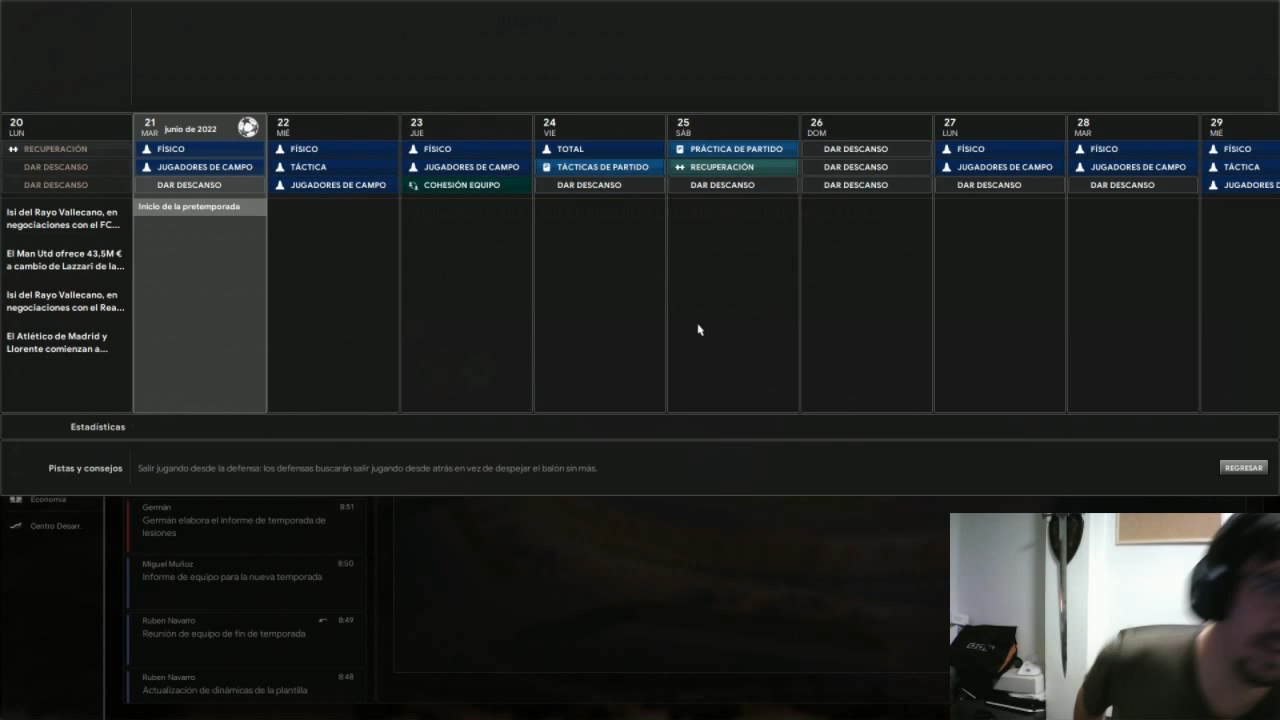 20
LUN
RECUPERACIÓN
DAR DESCANSO
DAR DESCANSO
Isi del Rayo Vallecano, en
negociaciones con el FC...
El Man Utd ofrece 43,5M €
a cambio de Lazzari de la...
Isi del Rayo Vallecano, en
negociaciones con el Rea...
El Atlético de Madrid y
Llorente comienzan a...
21
MAR junio de 2022
FÍSICO
JUGADORES DE CAMPO
DAR DESCANSO
Inicio de la pretemporada
22
MIÉ
FÍSICO
TÁCTICA
JUGADORES DE CAMPO
23
JUE
FÍSICO
JUGADORES DE CAMPO
COHESIÓN EQUIPO
24
VIE
TOTAL
TÁCTICAS DE PARTIDO
DAR DESCANSO
25
SÁB
PRÁCTICA DE PARTIDO
RECUPERACIÓN
DAR DESCANSO
26
DOM
DAR DESCANSO
DAR DESCANSO
DAR DESCANSO
27
LUN
FÍSICO
JUGADORES DE CAMPO
DAR DESCANSO
28
MAR
FÍSICO
JUGADORES DE CAMPO
DAR DESCANSO
29
MIÉ
FÍSICO
TÁCTICA
JUGADORES D
Estadísticas
Pistas y consejos
Salir jugando desde la defensa: los defensas buscarán salir jugando desde atrás en vez de despejar el balón sin más.
REGRESAR
Economía
Centro Desarr.
Germán 8:51
Germán elabora el informe de temporada de
lesiones
Miguel Muñoz 8:50
Informe de equipo para la nueva temporada
Ruben Navarro 8:49
Reunión de equipo de fin de temporada
Ruben Navarro 8:48
Actualización de dinámicas de la plantilla